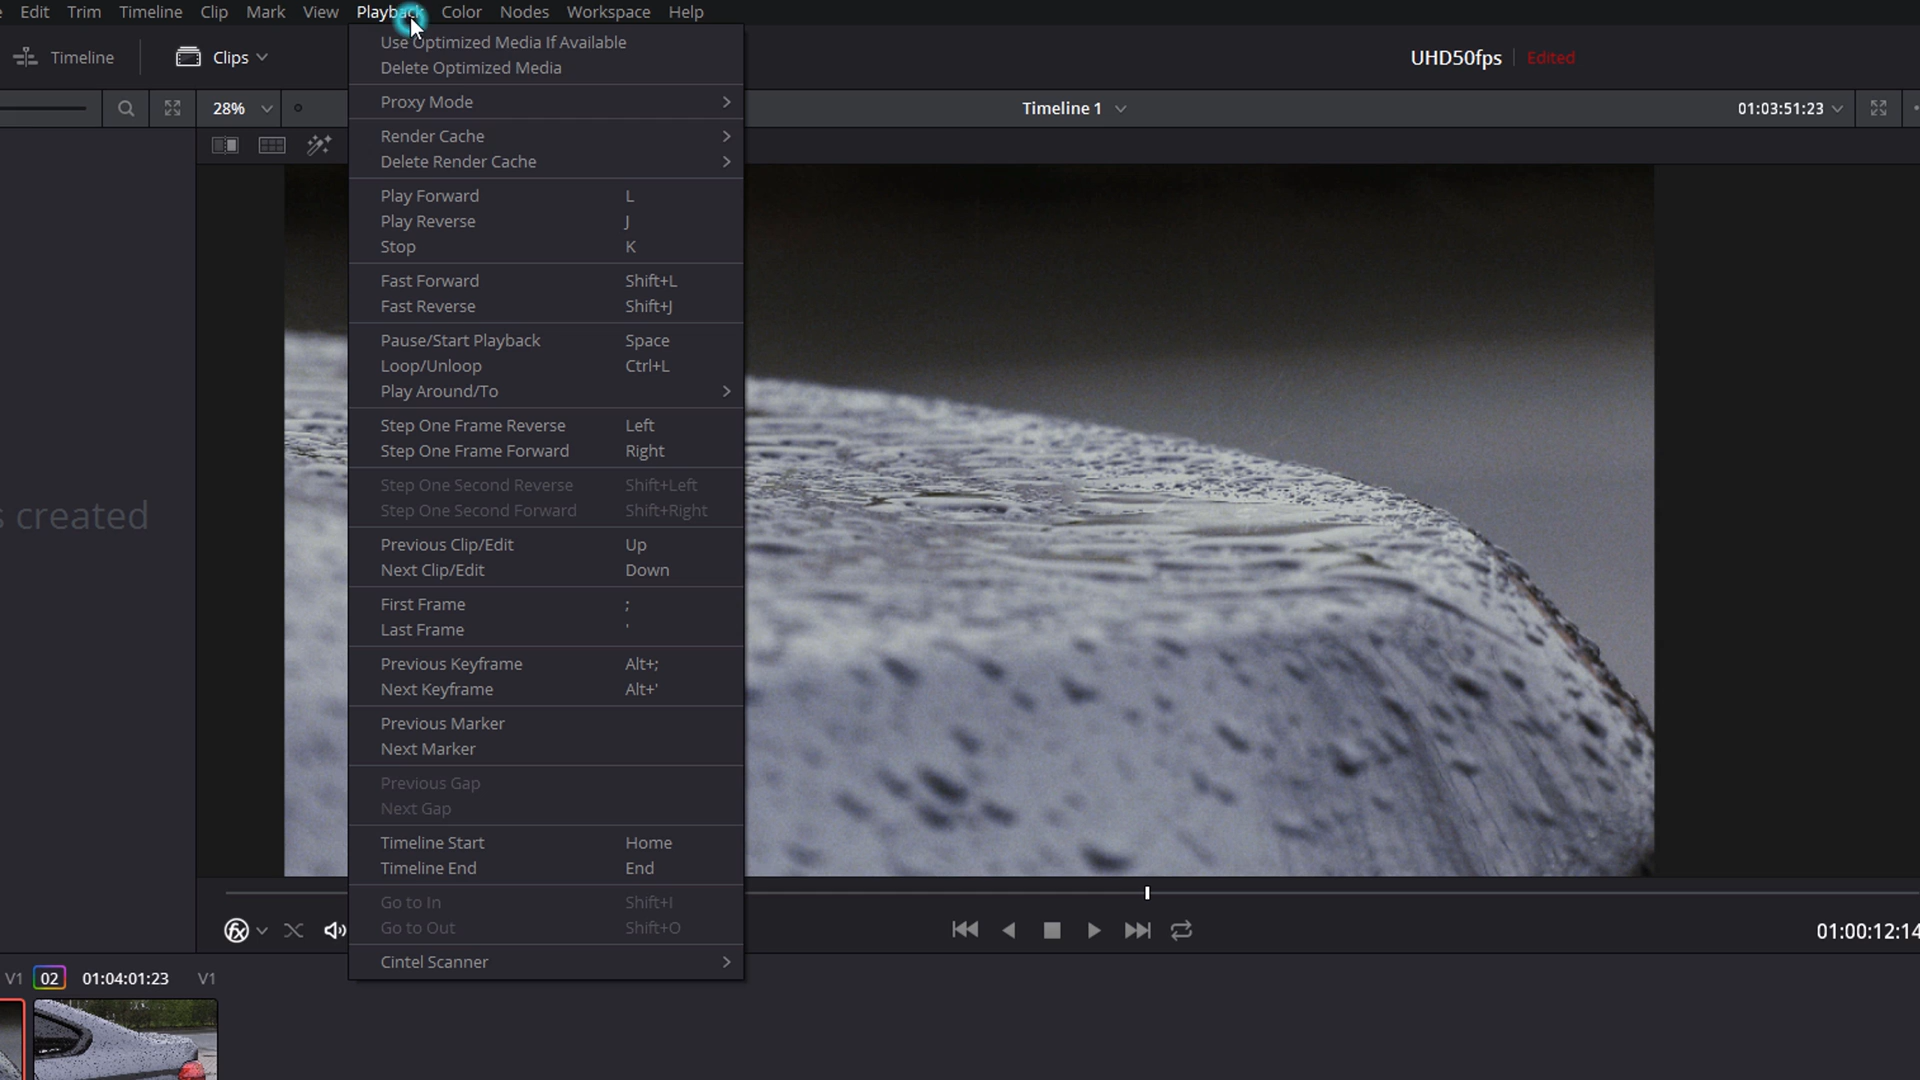 Edit Trim Timeline Clip Mark View Playback Color Nodes Workspace Help
Timeline Clips
UHD50fps Edited
28%
Timeline 1
01:03:51:23
Use Optimized Media If Available
Delete Optimized Media
Proxy Mode
Render Cache
Delete Render Cache
Play Forward L
Play Reverse J
Stop K
Fast Forward Shift+L
Fast Reverse Shift+J
Pause/Start Playback Space
Loop/Unloop Ctrl+L
Play Around/To
Step One Frame Reverse Left
Step One Frame Forward Right
Step One Second Reverse Shift+Left
Step One Second Forward Shift+Right
s created
Previous Clip/Edit Up
Next Clip/Edit Down
First Frame ;
Last Frame '
Previous Keyframe Alt+;
Next Keyframe Alt+'
Previous Marker
Next Marker
Previous Gap
Next Gap
Timeline Start Home
Timeline End End
Go to In Shift+I
Go to Out Shift+O
Cintel Scanner
fx
01:00:12:14
V1 02 01:04:01:23 V1